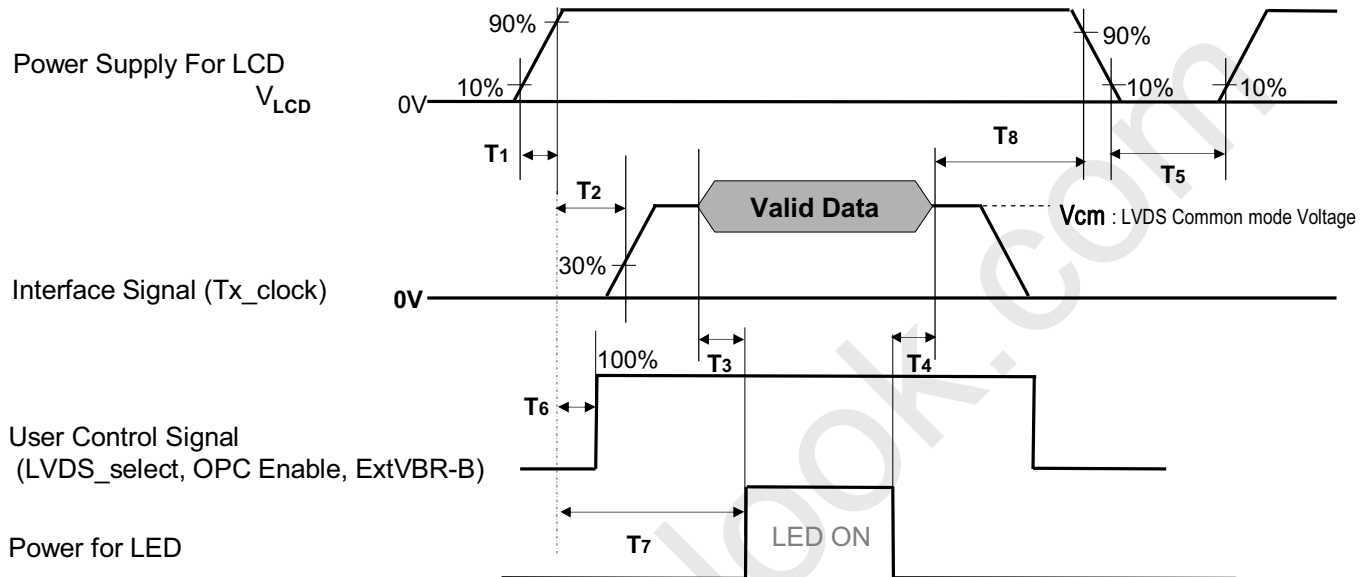 90%
90%
Power Supply For LCD
VLCD
10%
10%
10%
0V
T1
T8
T5
T2
Valid Data
Vcm : LVDS Common mode Voltage
30%
Interface Signal (Tx_clock)
0V
100%
T3
T4
T6
User Control Signal
(LVDS_select, OPC Enable, ExtVBR-B)
T7
LED ON
Power for LED
look.com